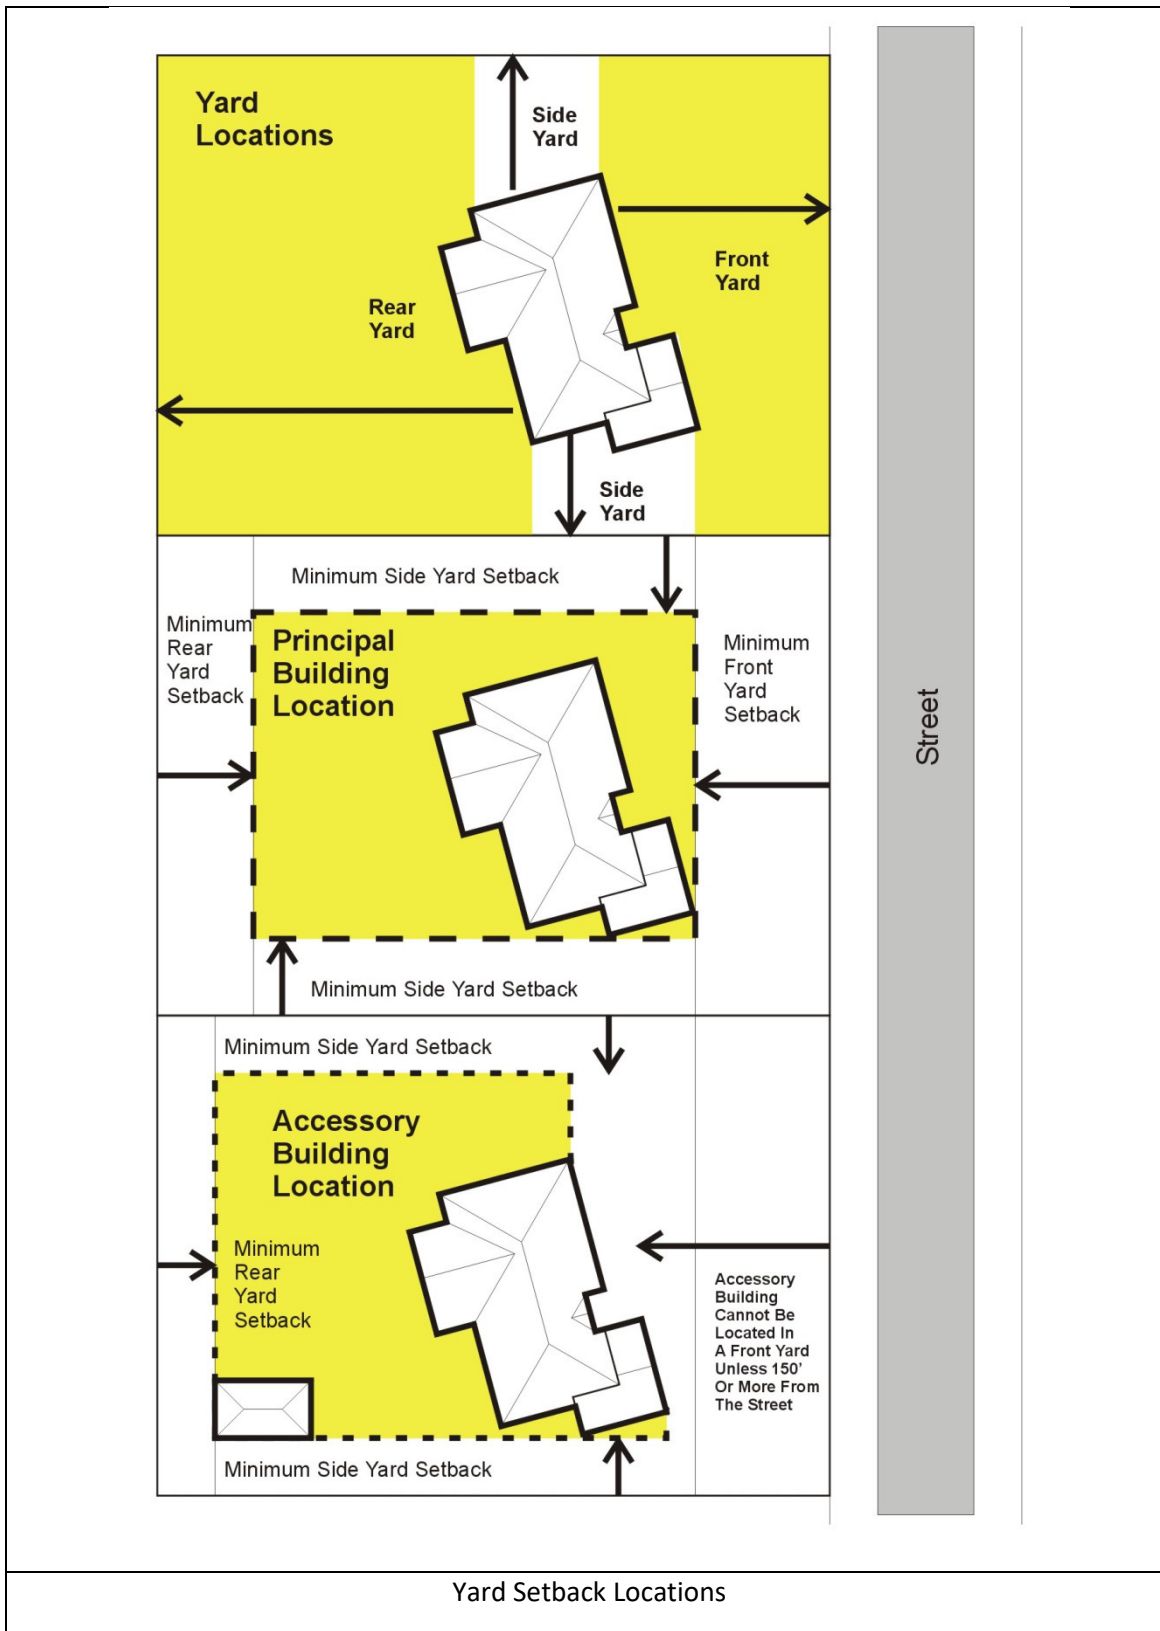 Yard
Locations
Side
Yard
Front
Yard
Rear
Yard
Side
Yard
Minimum Side Yard Setback
Minimum
Rear
Yard
Setback
Principal
Building
Location
Minimum
Front
Yard
Setback
Street
Minimum Side Yard Setback
Minimum Side Yard Setback
Accessory
Building
Location
Minimum
Rear
Yard
Setback
Accessory
Building
Cannot Be
Located In
A Front Yard
Unless 150'
Or More From
The Street
Minimum Side Yard Setback
Yard Setback Locations